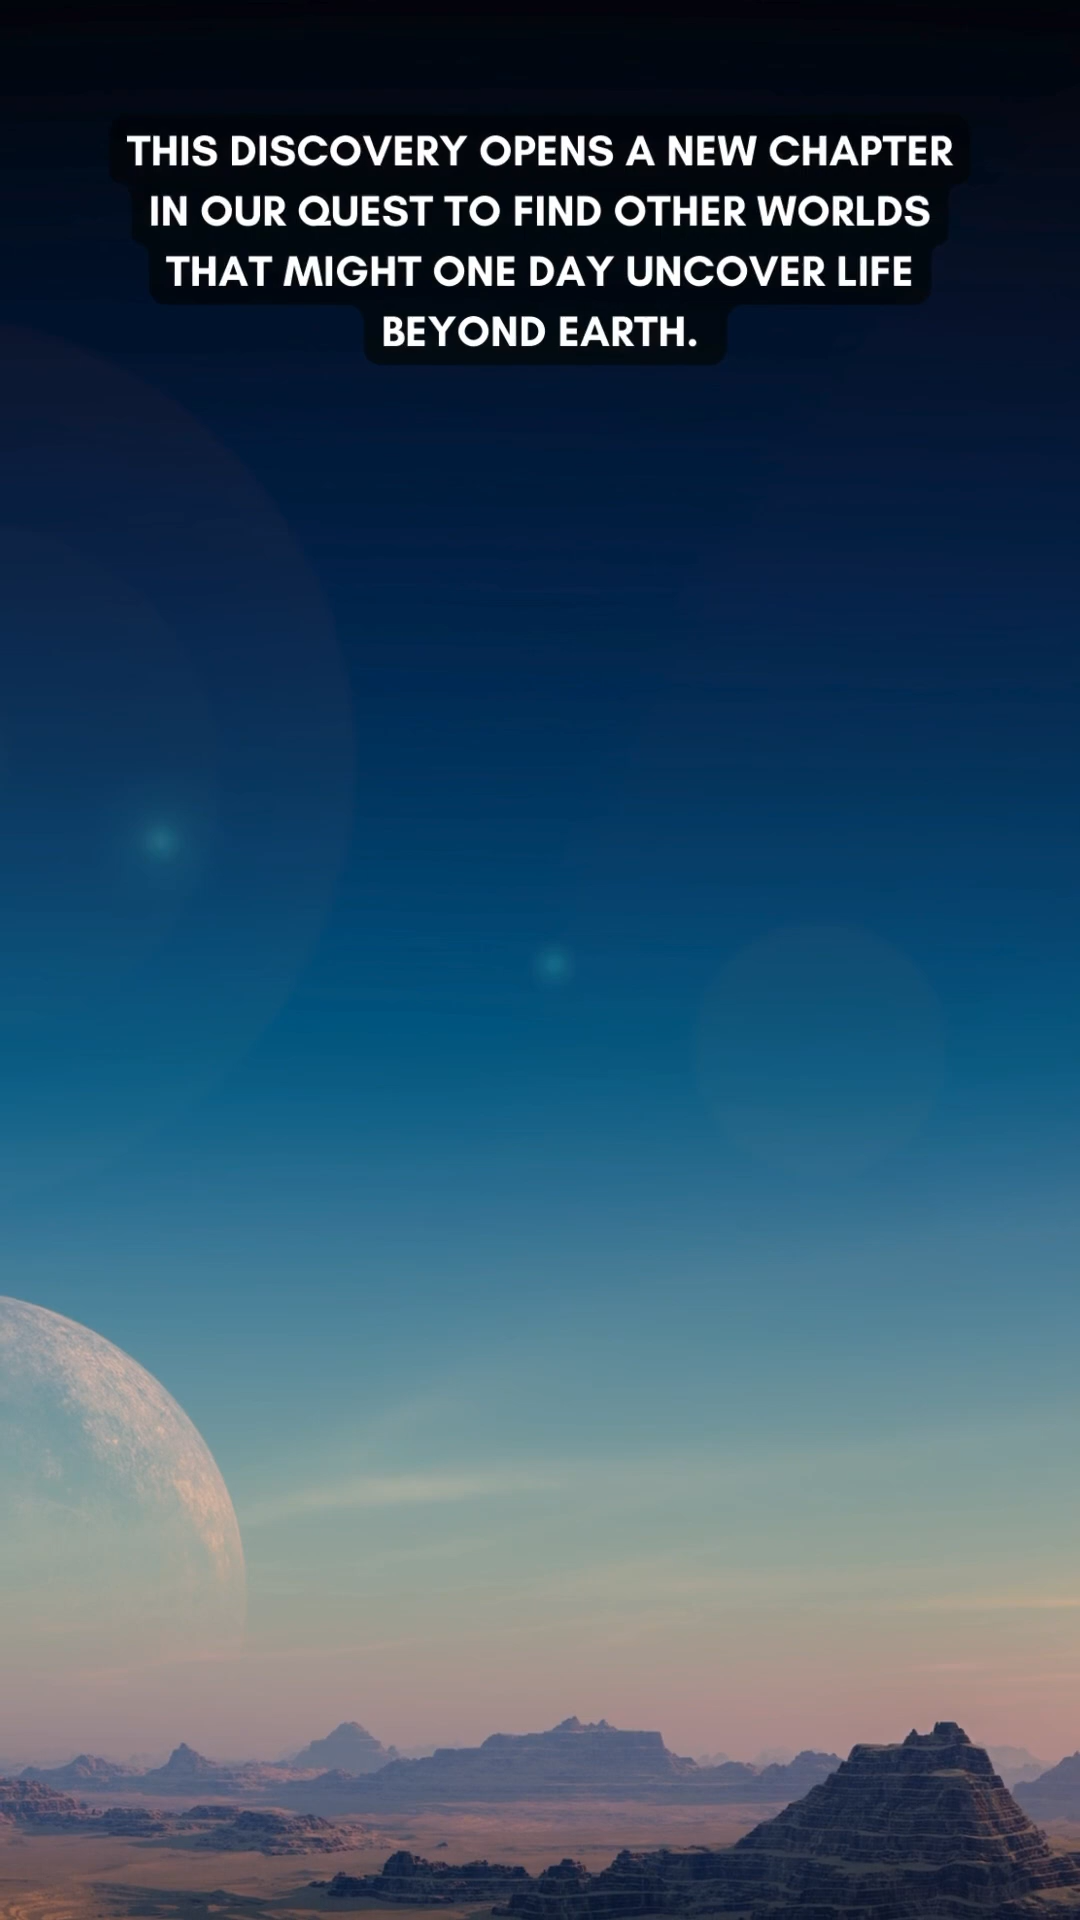 THIS DISCOVERY OPENS A NEW CHAPTER
IN OUR QUEST TO FIND OTHER WORLDS
THAT MIGHT ONE DAY UNCOVER LIFE
BEYOND EARTH.